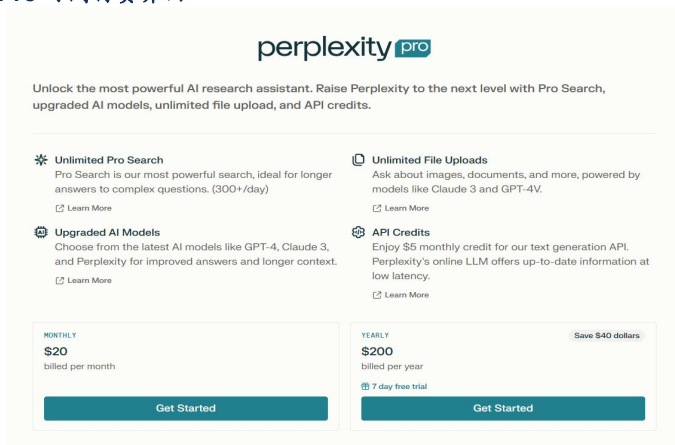 perplexity pro
Unlock the most powerful AI research assistant. Raise Perplexity to the next level with Pro Search,
upgraded AI models, unlimited file upload, and API credits.
Unlimited Pro Search
Pro Search is our most powerful search, ideal for longer
answers to complex questions. (300+/day)
Learn More
Unlimited File Uploads
Ask about images, documents, and more, powered by
models like Claude 3 and GPT-4V.
Learn More
AI
Upgraded AI Models
Choose from the latest AI models like GPT-4, Claude 3,
and Perplexity for improved answers and longer context.
Learn More
API Credits
Enjoy $5 monthly credit for our text generation API.
Perplexity's online LLM offers up-to-date information at
low latency.
Learn More
MONTHLY
$20
billed per month
Get Started
YEARLY
Save $40 dollars
$200
billed per year
7 day free trial
Get Started